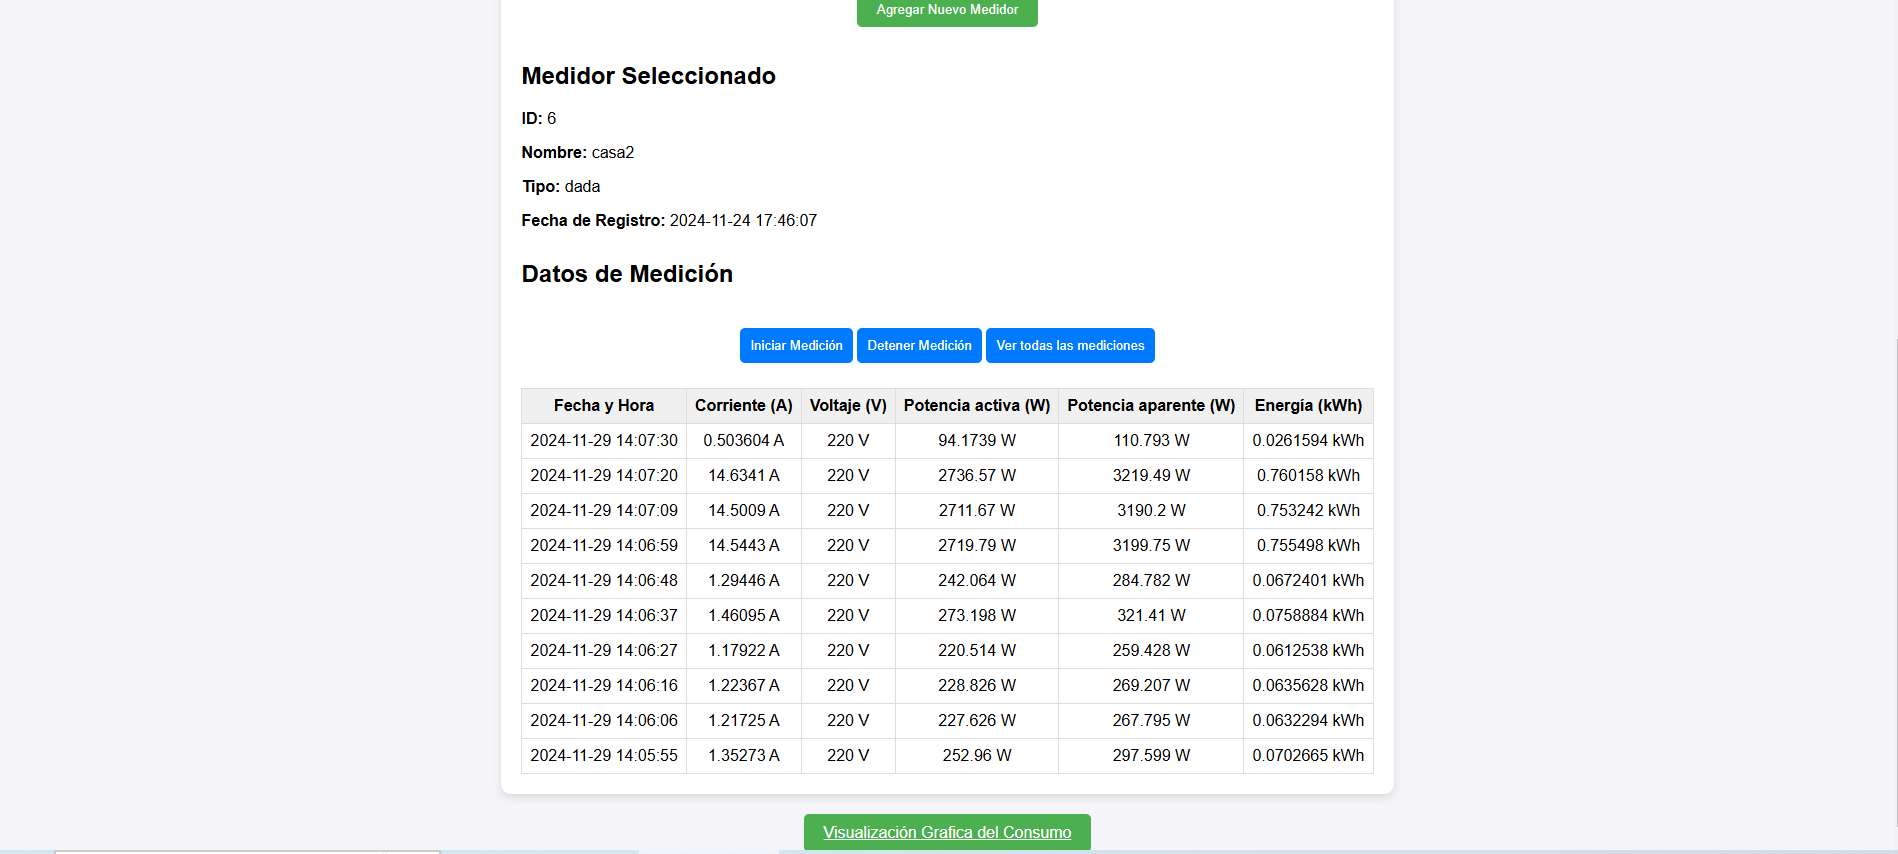 Agregar Nuevo Medidor
Medidor Seleccionado
ID: 6
Nombre: casa2
Tipo: dada
Fecha de Registro: 2024-11-24 17:46:07
Datos de Medición
Iniciar Medición Detener Medición Ver todas las mediciones
Fecha y Hora Corriente (A) Voltaje (V) Potencia activa (W) Potencia aparente (W) Energía (kWh)
2024-11-29 14:07:30 0.503604 A 220 V 94.1739 W 110.793 W 0.0261594 kWh
2024-11-29 14:07:20 14.6341 A 220 V 2736.57 W 3219.49 W 0.760158 kWh
2024-11-29 14:07:09 14.5009 A 220 V 2711.67 W 3190.2 W 0.753242 kWh
2024-11-29 14:06:59 14.5443 A 220 V 2719.79 W 3199.75 W 0.755498 kWh
2024-11-29 14:06:48 1.29446 A 220 V 242.064 W 284.782 W 0.0672401 kWh
2024-11-29 14:06:37 1.46095 A 220 V 273.198 W 321.41 W 0.0758884 kWh
2024-11-29 14:06:27 1.17922 A 220 V 220.514 W 259.428 W 0.0612538 kWh
2024-11-29 14:06:16 1.22367 A 220 V 228.826 W 269.207 W 0.0635628 kWh
2024-11-29 14:06:06 1.21725 A 220 V 227.626 W 267.795 W 0.0632294 kWh
2024-11-29 14:05:55 1.35273 A 220 V 252.96 W 297.599 W 0.0702665 kWh
Visualización Grafica del Consumo